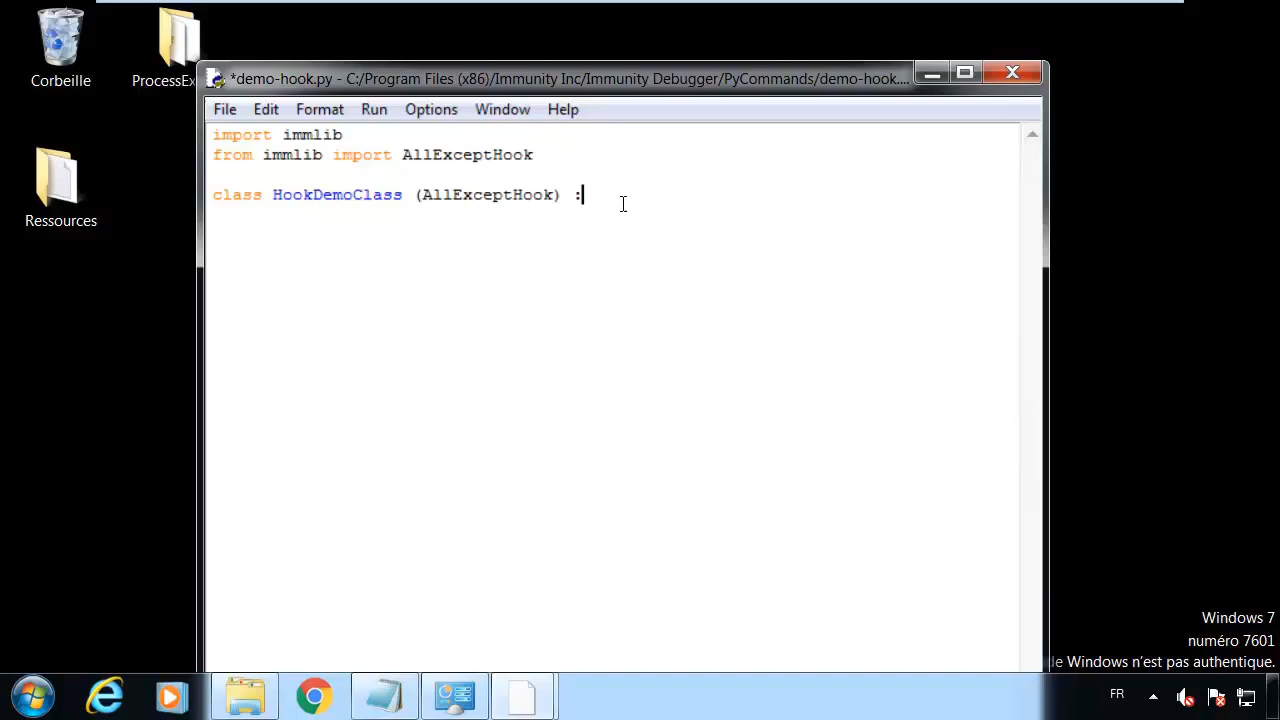 Corbeille
ProcessEx
Ressources
*demo-hook.py - C:/Program Files (x86)/Immunity Inc/Immunity Debugger/PyCommands/demo-hook....
File Edit Format Run Options Window Help
import immlib
from immlib import AllExceptHook
class HookDemoClass (AllExceptHook) :
Windows 7
numéro 7601
le Windows n'est pas authentique.
FR